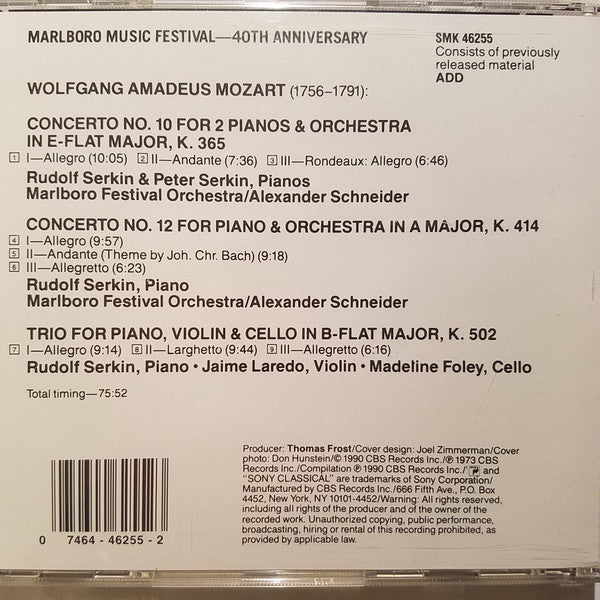 MARLBORO MUSIC FESTIVAL—40TH ANNIVERSARY
SMK 46255
Consists of previously
released material
ADD
WOLFGANG AMADEUS MOZART (1756–1791):
CONCERTO NO. 10 FOR 2 PIANOS & ORCHESTRA
IN E-FLAT MAJOR, K. 365
1 I—Allegro (10:05) 2 II—Andante (7:36) 3 III—Rondeaux: Allegro (6:46)
Rudolf Serkin & Peter Serkin, Pianos
Marlboro Festival Orchestra/Alexander Schneider
CONCERTO NO. 12 FOR PIANO & ORCHESTRA IN A MAJOR, K. 414
4 I—Allegro (9:57)
5 II—Andante (Theme by Joh. Chr. Bach) (9:18)
6 III—Allegretto (6:23)
Rudolf Serkin, Piano
Marlboro Festival Orchestra/Alexander Schneider
TRIO FOR PIANO, VIOLIN & CELLO IN B-FLAT MAJOR, K. 502
7 I—Allegro (9:14) 8 II—Larghetto (9:44) 9 III—Allegretto (6:16)
Rudolf Serkin, Piano • Jaime Laredo, Violin • Madeline Foley, Cello
Total timing—75:52
Producer: Thomas Frost/Cover design: Joel Zimmerman/Cover
photo: Don Hunstein/© 1990 CBS Records Inc./℗ 1973 CBS
Records Inc./Compilation ℗ 1990 CBS Records Inc./" and
"SONY CLASSICAL" are trademarks of Sony Corporation/
Manufactured by CBS Records Inc./666 Fifth Ave., P.O. Box
4452, New York, NY 10101-4452/Warning: All rights reserved,
including all rights of the producer and of the owner of the
recorded work. Unauthorized copying, public performance,
broadcasting, hiring or rental of this recording prohibited, as
provided by applicable law.
0 7464-46255-2